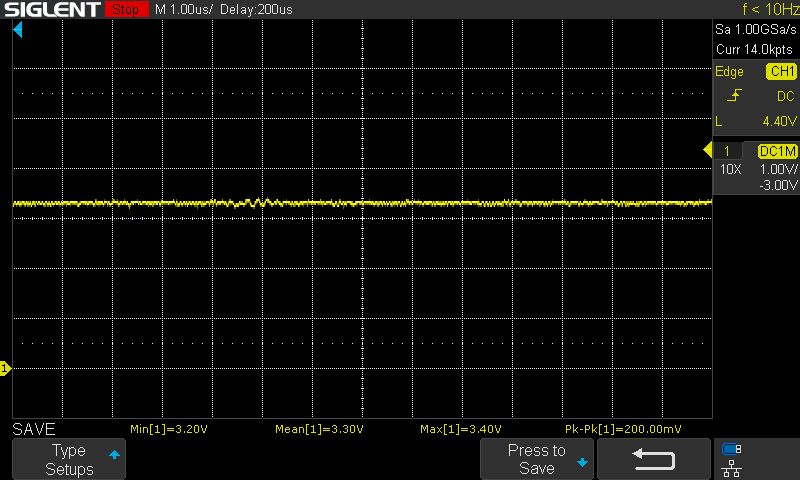 SIGLENT Stop M 1.00us/ Delay:200us f < 10Hz
Sa 1.00GSa/s
Curr 14.0kpts
Edge CH1
DC
L 4.40V
1 DC1M
10X 1.00V/
-3.00V
1
SAVE Min[1]=3.20V Mean[1]=3.30V Max[1]=3.40V Pk-Pk[1]=200.00mV
Type
Setups
Press to
Save